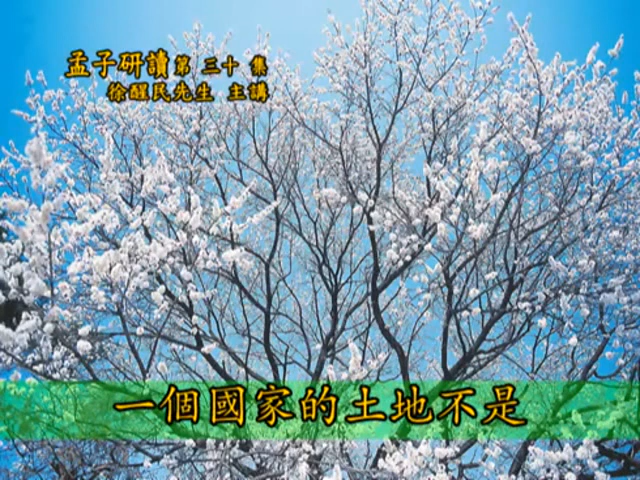 孟子研讀第 三十 集
徐醒民先生 主講
一個國家的土地不是